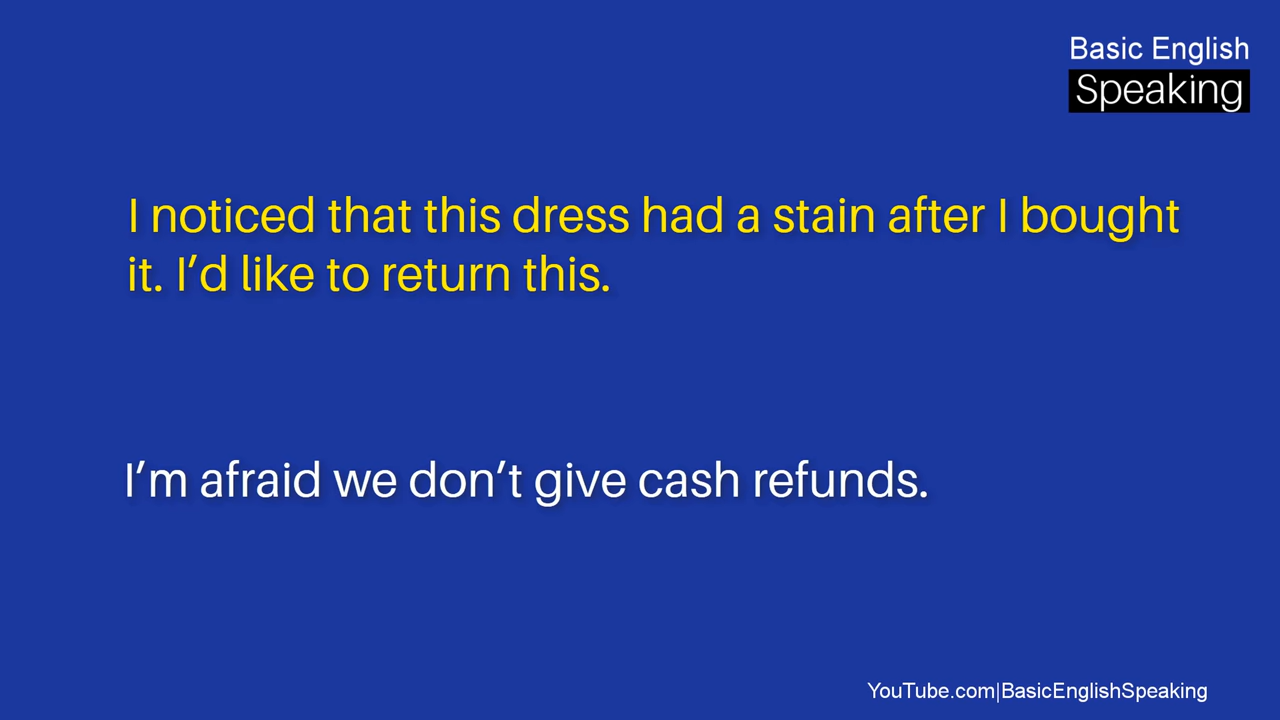 Basic English
Speaking
I noticed that this dress had a stain after I bought
it. I’d like to return this.
I’m afraid we don’t give cash refunds.
YouTube.com|BasicEnglishSpeaking